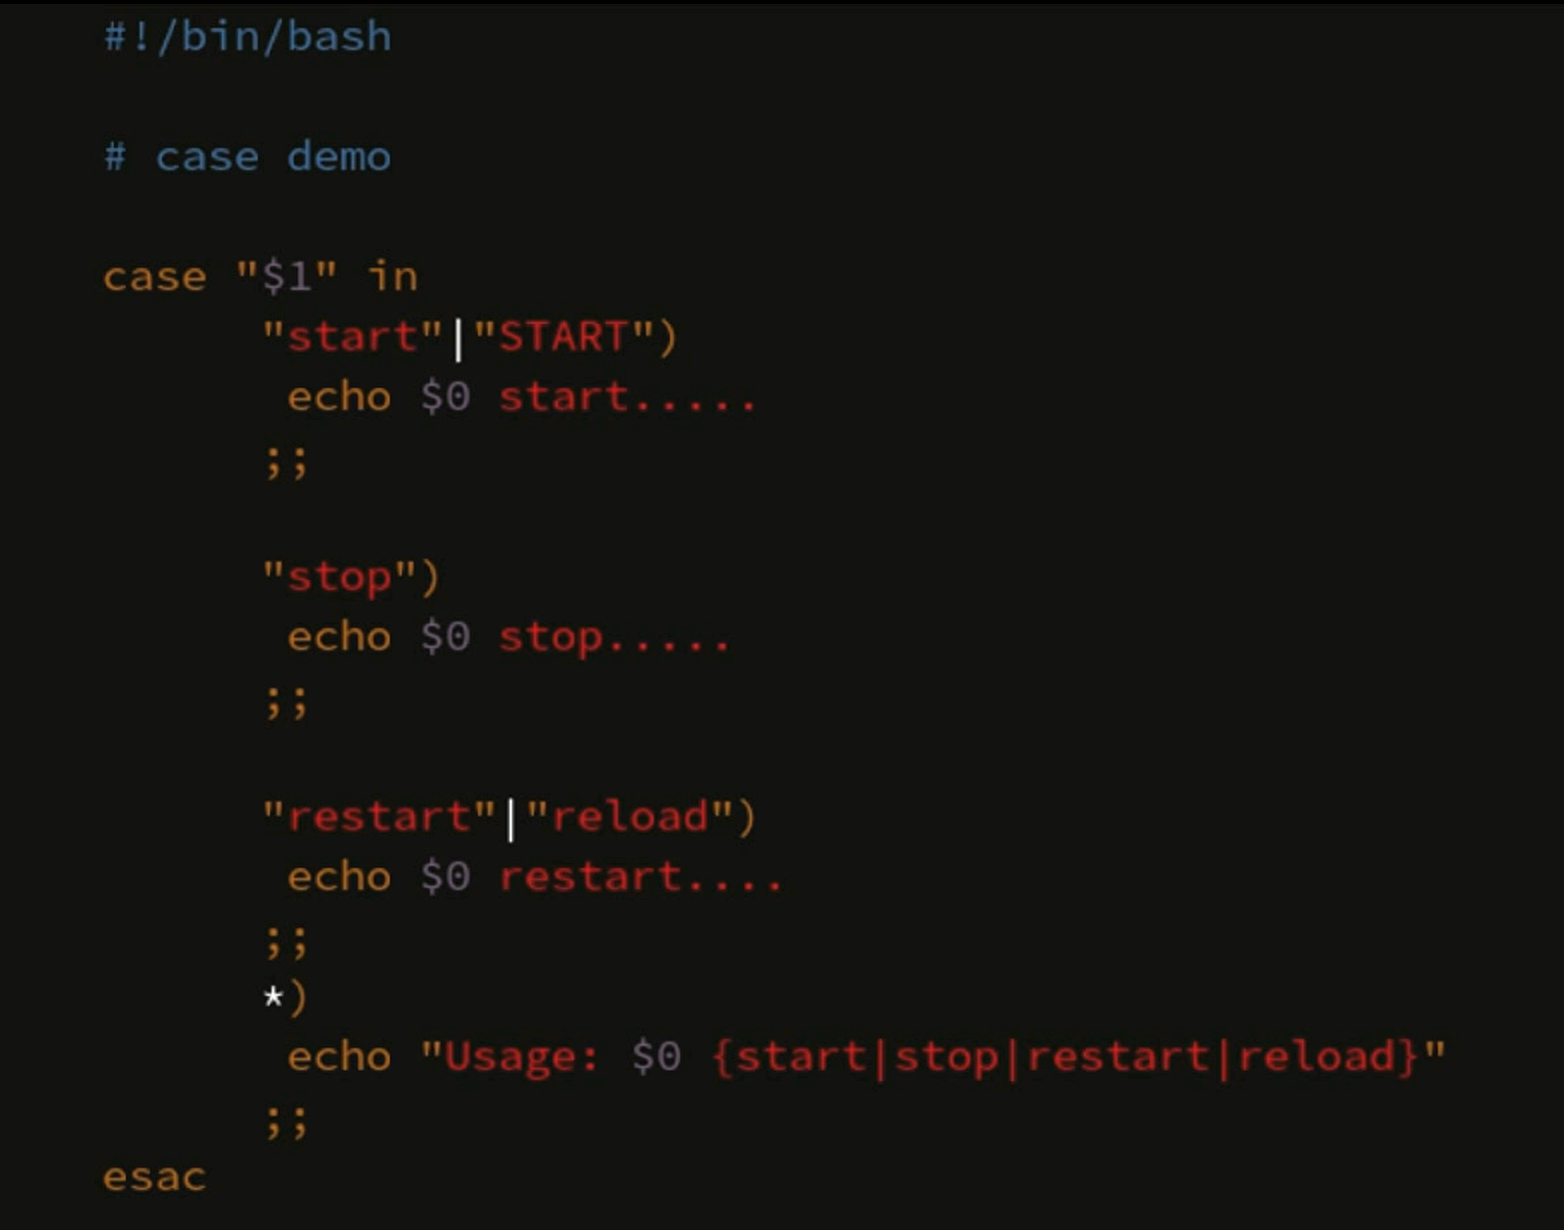 #!/bin/bash
# case demo
case "$1" in
"start"|"START")
echo $0 start.....
;;
"stop")
echo $0 stop.....
;;
"restart"|"reload")
echo $0 restart....
;;
*)
echo "Usage: $0 {start|stop|restart|reload}"
;;
esac